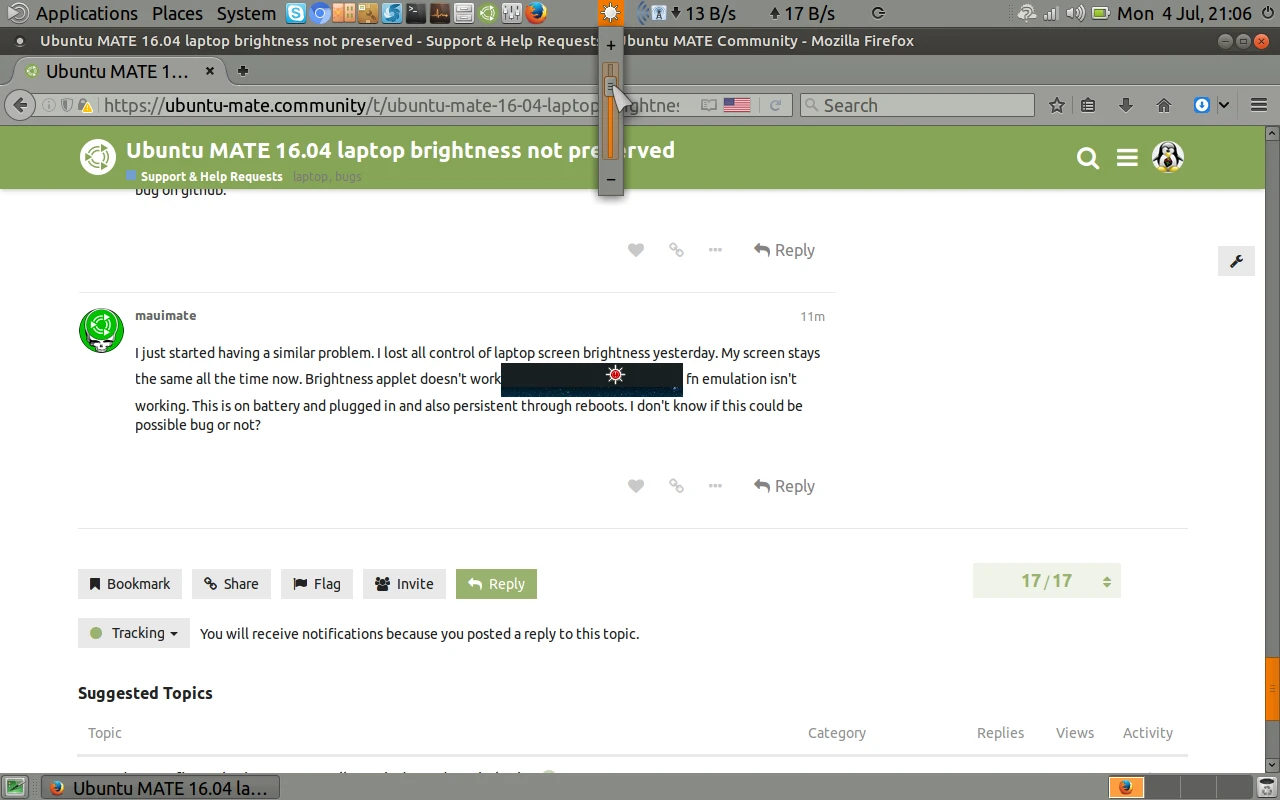 Applications Places System 13 B/s 17 B/s Mon 4 Jul, 21:06
Ubuntu MATE 16.04 laptop brightness not preserved - Support & Help Requests buntu MATE Community - Mozilla Firefox
+
Ubuntu MATE 1...
https://ubuntu-mate.community/t/ubuntu-mate-16-04-laptop Search
Ubuntu MATE 16.04 laptop brightness not preserved
Support & Help Requests laptop, bugs
−
bug on github.
Reply
mauimate 11m
I just started having a similar problem. I lost all control of laptop screen brightness yesterday. My screen stays
the same all the time now. Brightness applet doesn't work fn emulation isn't
working. This is on battery and plugged in and also persistent through reboots. I don't know if this could be
possible bug or not?
Reply
Bookmark Share Flag Invite Reply 17 / 17
Tracking You will receive notifications because you posted a reply to this topic.
Suggested Topics
Topic Category Replies Views Activity
Ubuntu MATE 16.04 la...